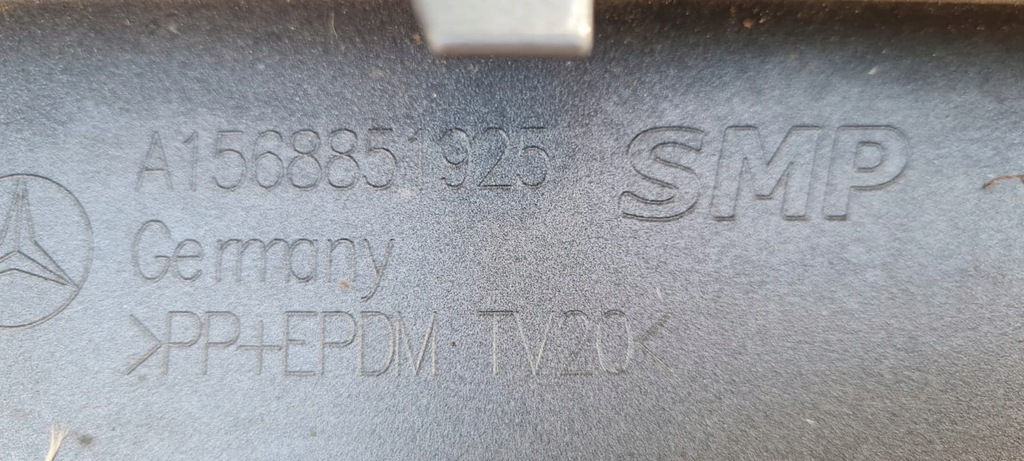 A1568851925
SMP
Germany
>PP+EPDM TV20<